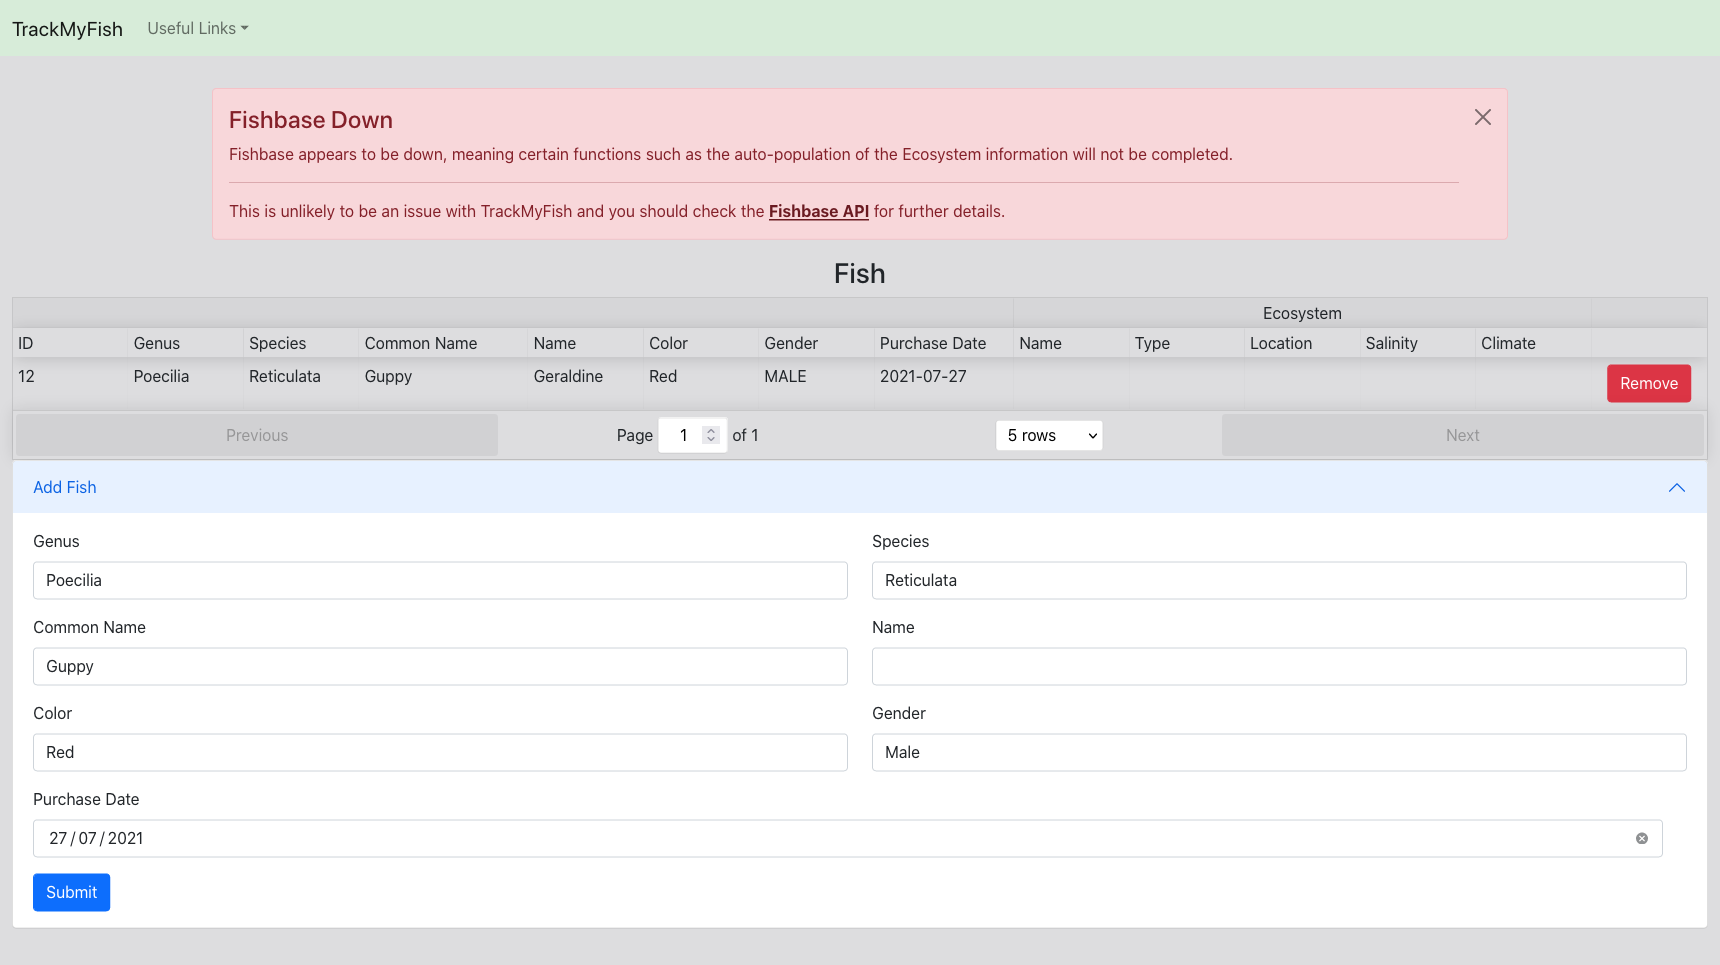 TrackMyFish Useful Links
Fishbase Down
Fishbase appears to be down, meaning certain functions such as the auto-population of the Ecosystem information will not be completed.
This is unlikely to be an issue with TrackMyFish and you should check the Fishbase API for further details.
Fish
Ecosystem
ID Genus Species Common Name Name Color Gender Purchase Date Name Type Location Salinity Climate
12 Poecilia Reticulata Guppy Geraldine Red MALE 2021-07-27 Remove
Previous Page 1 of 1 5 rows Next
Add Fish
Genus Species
Poecilia Reticulata
Common Name Name
Guppy
Color Gender
Red Male
Purchase Date
27/07/2021
Submit